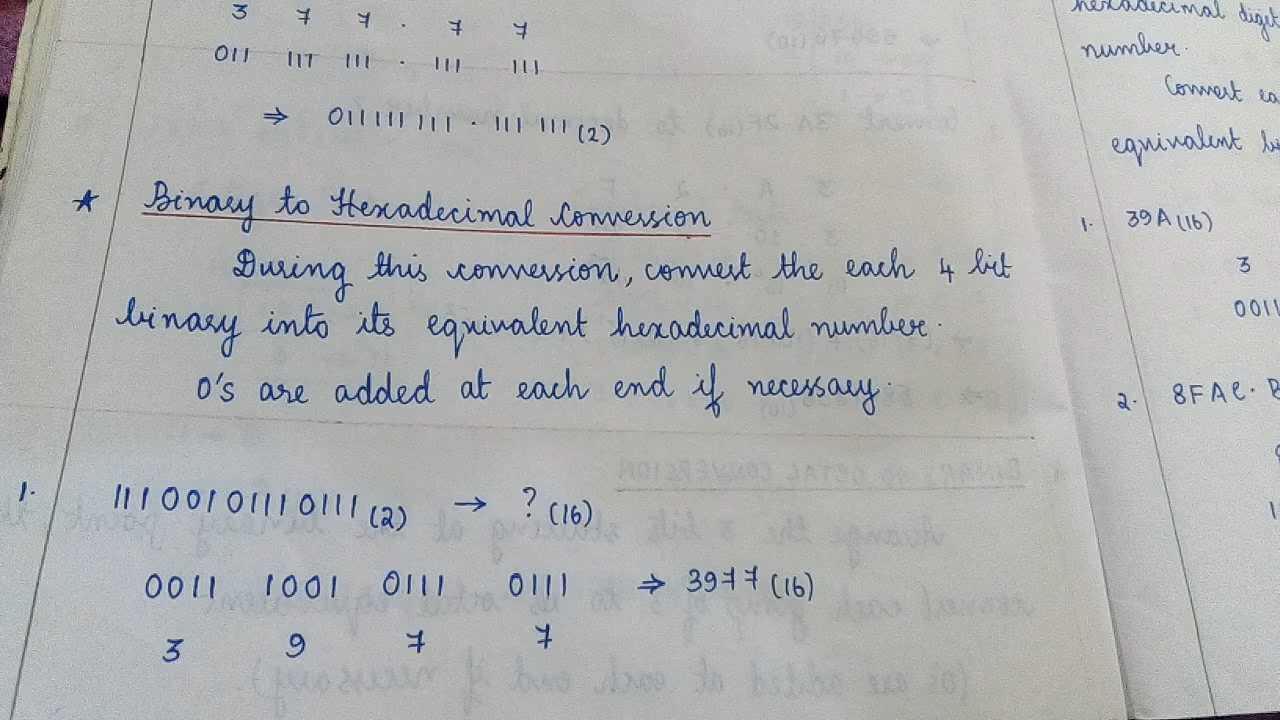 3 7 7 . 7 7
011 111 111 . 111 111
⇒ 011111111 . 111111 (2)
★ Binary to Hexadecimal Conversion
During this conversion, convert the each 4 bit
binary into its equivalent hexadecimal number.
0's are added at each end if necessary.
1. 11100101110111 (2) → ? (16)
0011 1001 0111 0111 ⇒ 3977 (16)
3 9 7 7
hexadecimal digit
number.
Convert
equivalent
1. 39A (16)
3
0011
2. 8FAC.